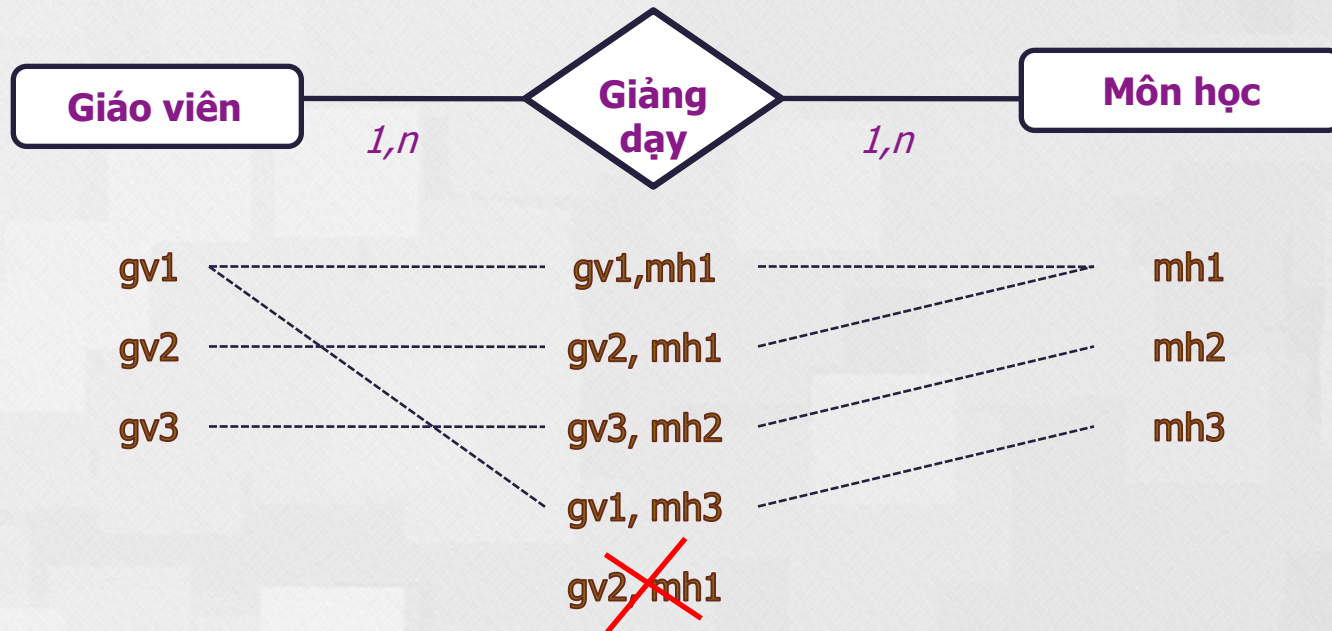 Giáo viên
Giảng
dạy
Môn học
1,n
1,n
gv1
gv1,mh1
mh1
gv2
gv2, mh1
mh2
gv3
gv3, mh2
mh3
gv1, mh3
gv2, mh1